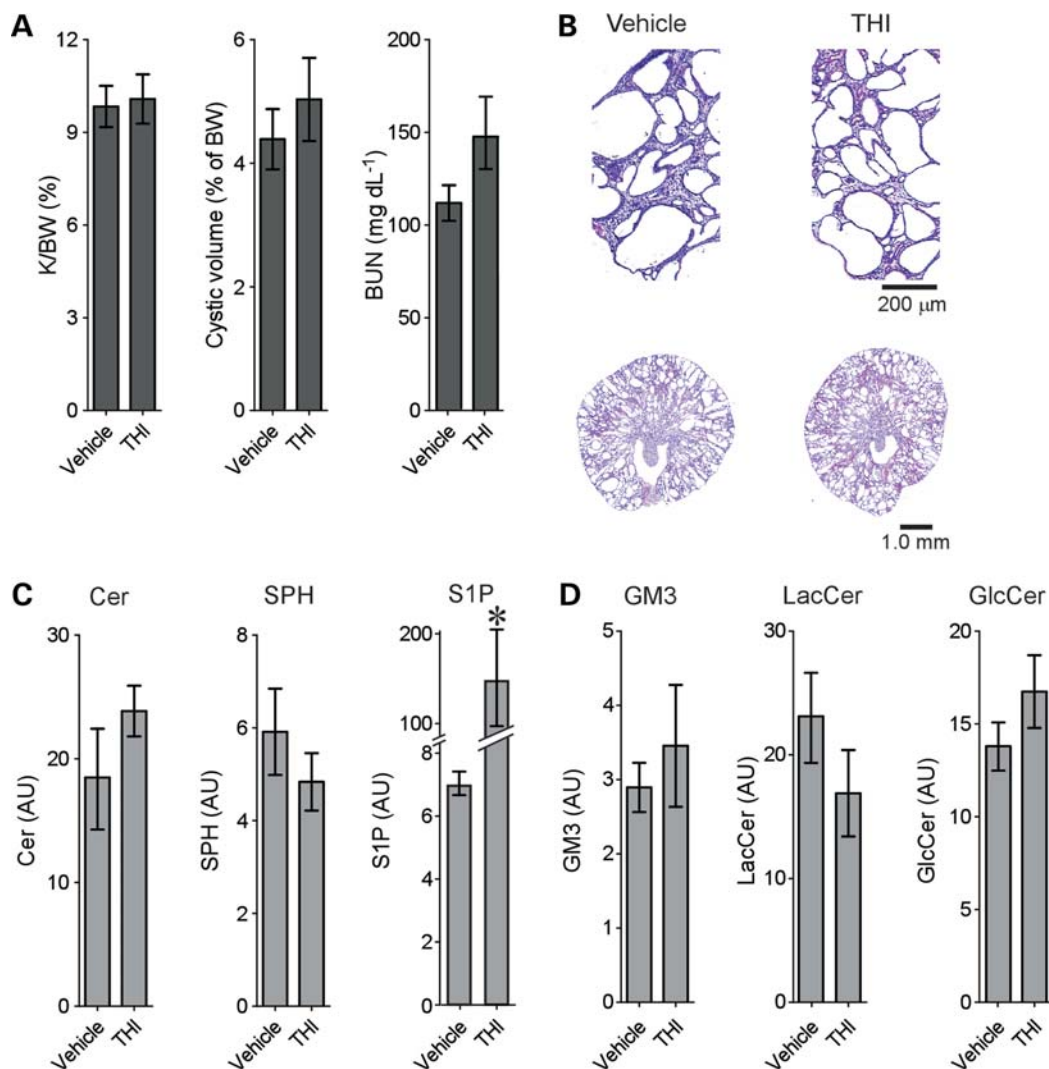 A
K/BW (%)
12
9
6
3
0
Vehicle
THI
Cystic volume (% of BW)
6
4
2
0
Vehicle
THI
BUN (mg dL-1)
200
150
100
50
0
Vehicle
THI
B
Vehicle
THI
200 μm
1.0 mm
C
Cer
Cer (AU)
30
20
10
0
Vehicle
THI
SPH
SPH (AU)
8
6
4
2
0
Vehicle
THI
S1P
S1P (AU)
200
100
8
6
4
2
0
*
Vehicle
THI
D
GM3
GM3 (AU)
5
4
3
2
1
0
Vehicle
THI
LacCer
LacCer (AU)
30
20
10
0
Vehicle
THI
GlcCer
GlcCer (AU)
20
15
10
5
0
Vehicle
THI